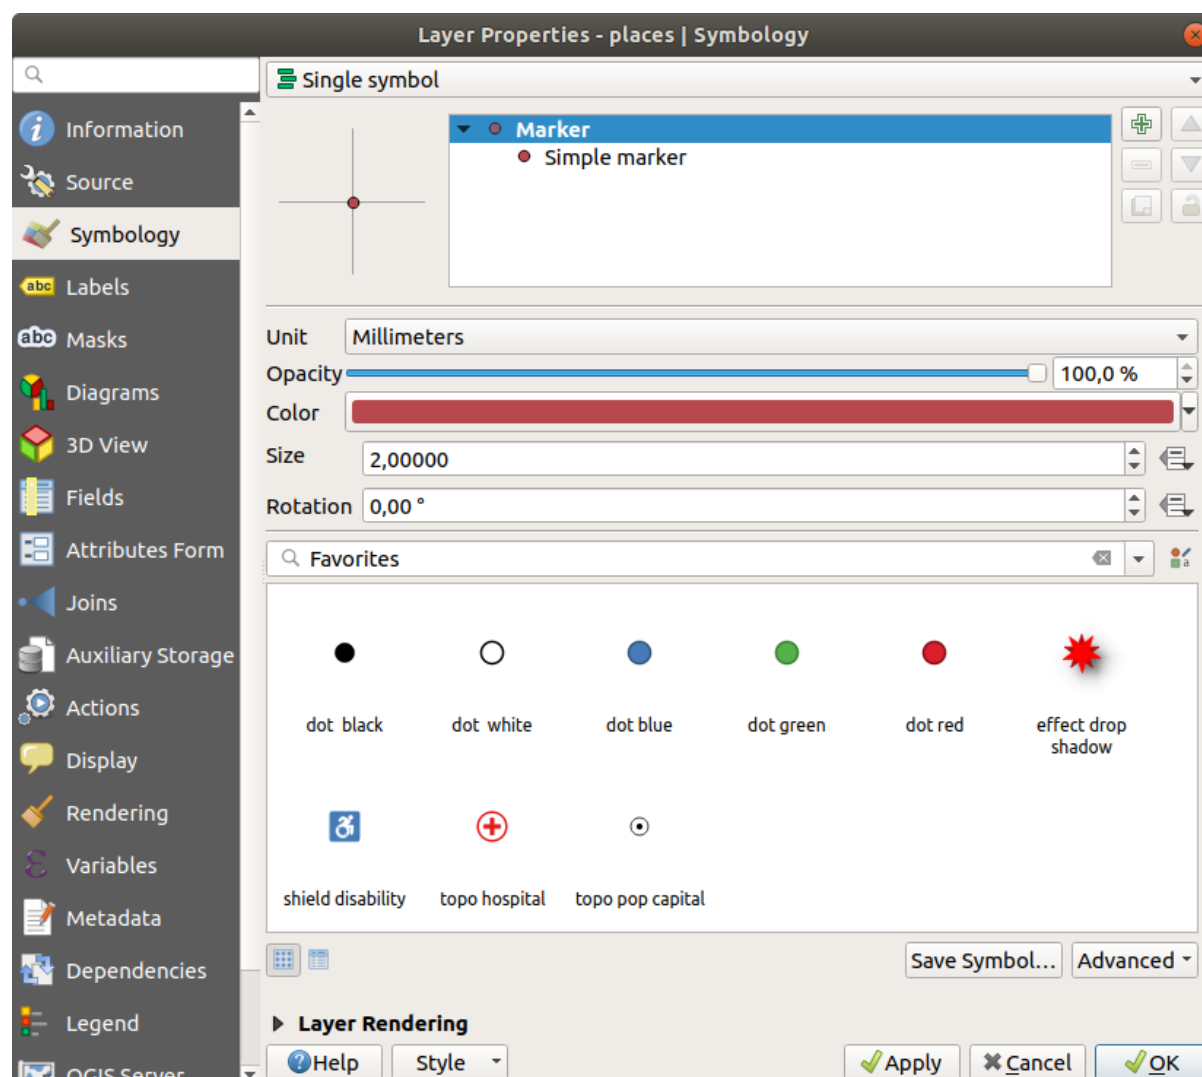 Layer Properties - places | Symbology
Single symbol
Information
Source
Symbology
Labels
Masks
Diagrams
3D View
Fields
Attributes Form
Joins
Auxiliary Storage
Actions
Display
Rendering
Variables
Metadata
Dependencies
Legend
QGIS Server
Marker
Simple marker
Unit Millimeters
Opacity 100,0 %
Color
Size 2,00000
Rotation 0,00 °
Favorites
dot black dot white dot blue dot green dot red effect drop shadow
shield disability topo hospital topo pop capital
Save Symbol... Advanced
Layer Rendering
Help Style Apply Cancel OK